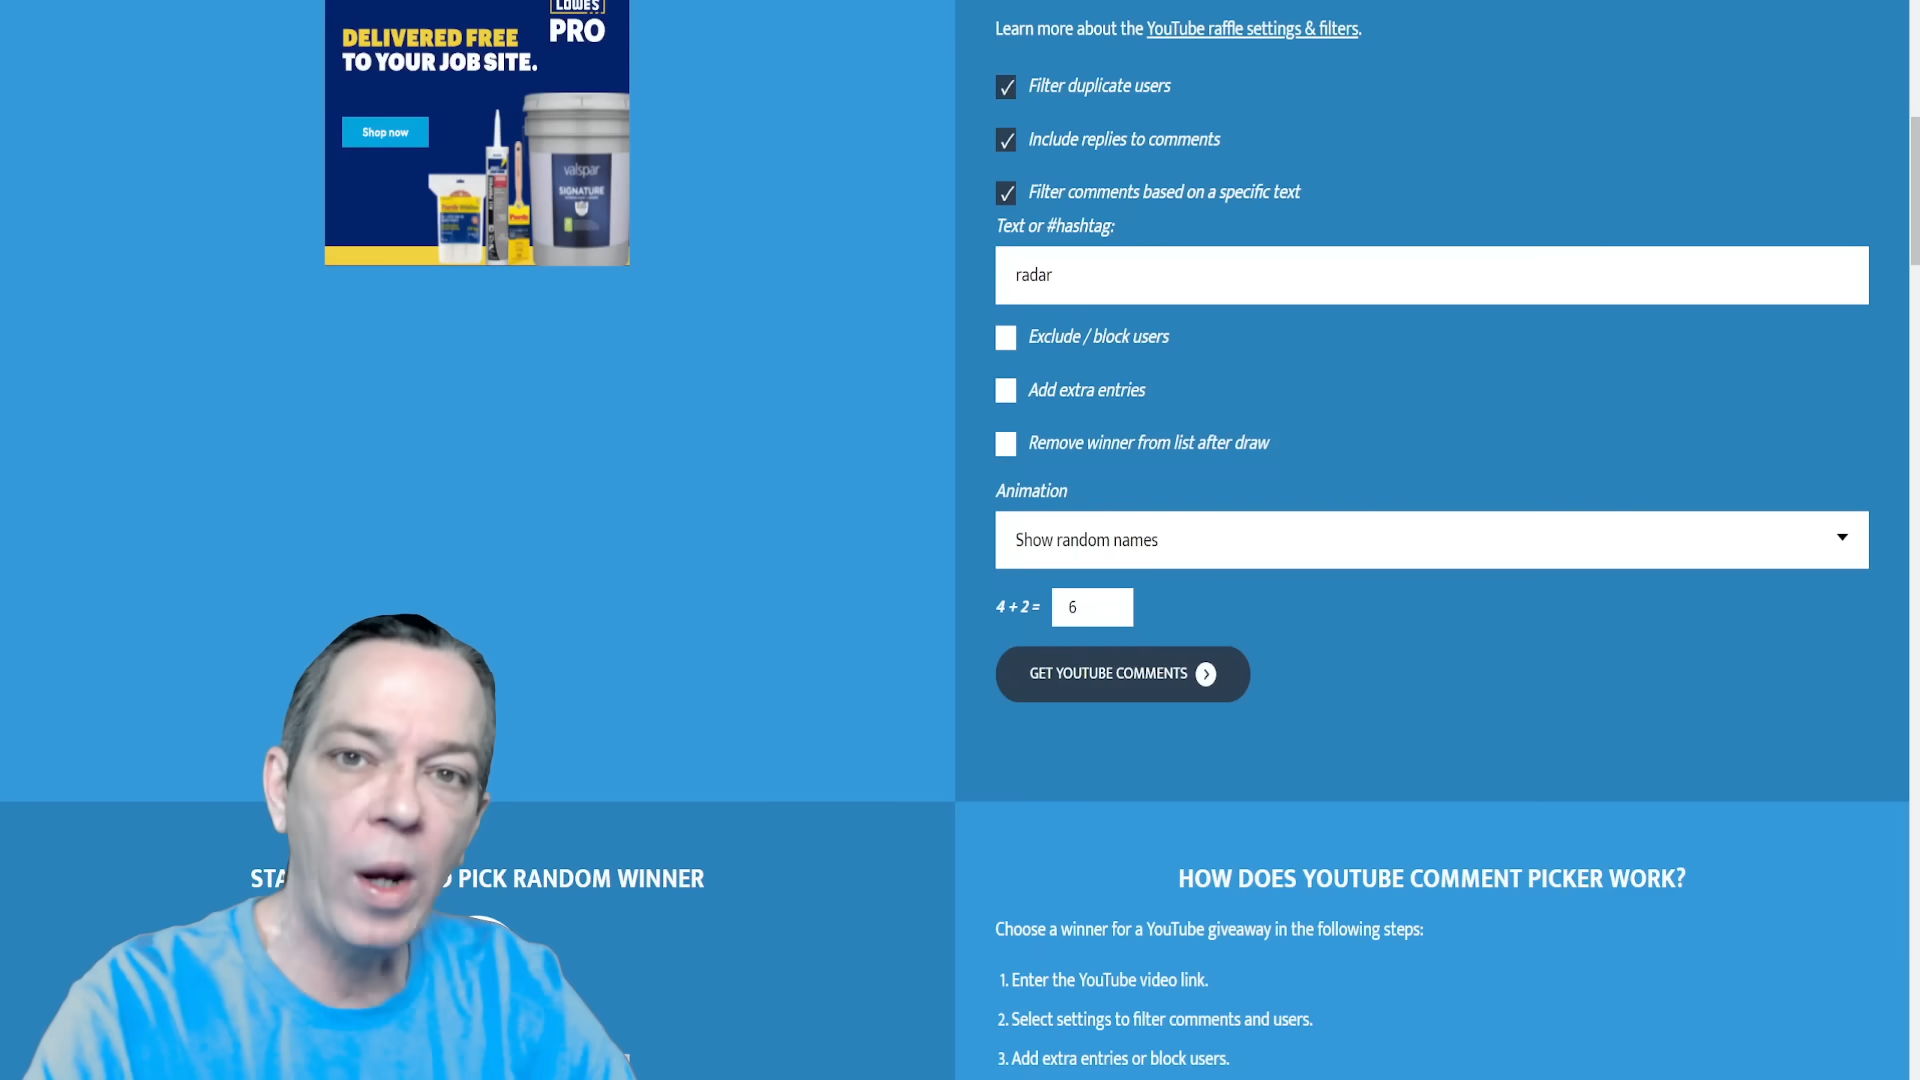 LOWES
PRO
DELIVERED FREE
TO YOUR JOB SITE.
Shop now
valspar
SIGNATURE
Learn more about the YouTube raffle settings & filters.
Filter duplicate users
Include replies to comments
Filter comments based on a specific text
Text or #hashtag:
radar
Exclude / block users
Add extra entries
Remove winner from list after draw
Animation
Show random names
4 + 2 = 6
GET YOUTUBE COMMENTS
PICK RANDOM WINNER
HOW DOES YOUTUBE COMMENT PICKER WORK?
Choose a winner for a YouTube giveaway in the following steps:
1. Enter the YouTube video link.
2. Select settings to filter comments and users.
3. Add extra entries or block users.